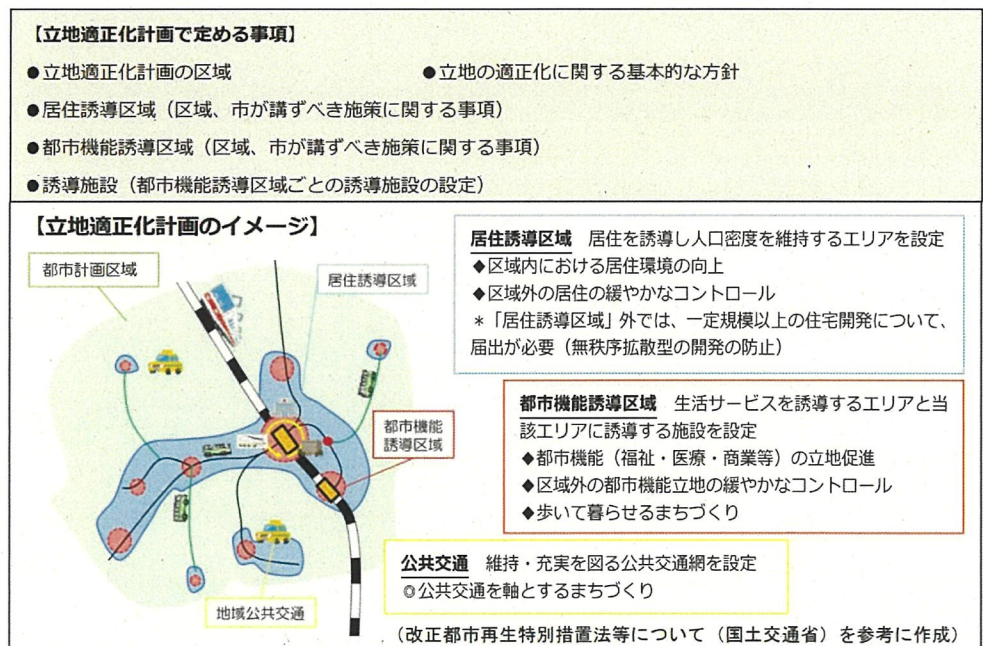 【立地適正化計画で定める事項】
●立地適正化計画の区域　●立地の適正化に関する基本的な方針
●居住誘導区域（区域、市が講ずべき施策に関する事項）
●都市機能誘導区域（区域、市が講ずべき施策に関する事項）
●誘導施設（都市機能誘導区域ごとの誘導施設の設定）
【立地適正化計画のイメージ】
都市計画区域
居住誘導区域
都市機能
誘導区域
地域公共交通
居住誘導区域　居住を誘導し人口密度を維持するエリアを設定
◆区域内における居住環境の向上
◆区域外の居住の緩やかなコントロール
＊「居住誘導区域」外では、一定規模以上の住宅開発について、
届出が必要（無秩序拡散型の開発の防止）
都市機能誘導区域　生活サービスを誘導するエリアと当
該エリアに誘導する施設を設定
◆都市機能（福祉・医療・商業等）の立地促進
◆区域外の都市機能立地の緩やかなコントロール
◆歩いて暮らせるまちづくり
公共交通　維持・充実を図る公共交通網を設定
◎公共交通を軸とするまちづくり
（改正都市再生特別措置法等について（国土交通省）を参考に作成）